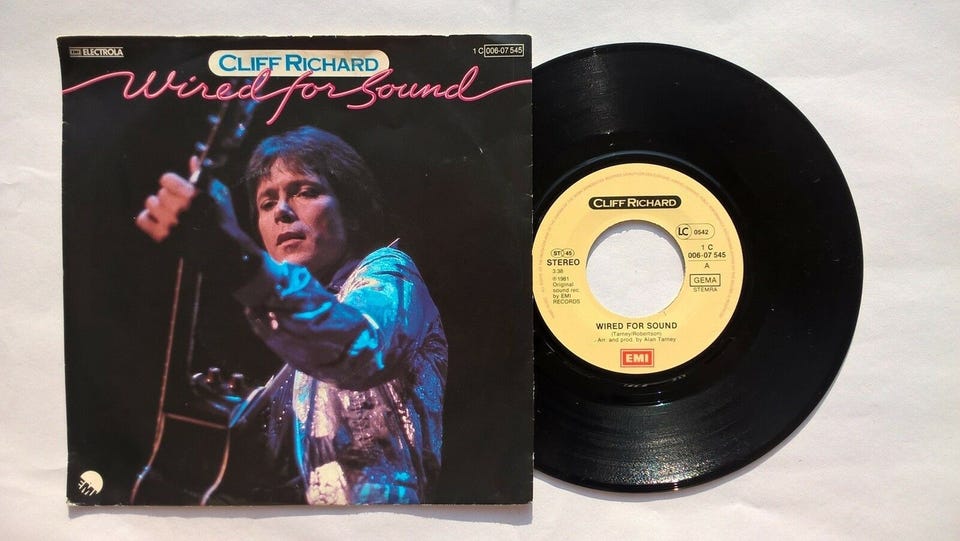 EMI ELECTROLA
1 C 006-07 545
CLIFF RICHARD
Wired for Sound
EMI
CLIFF RICHARD
LC 0542
ST 45
STEREO
3:38
℗ 1981
Original
sound rec.
by EMI
RECORDS
1 C
006-07 545
A
GEMA
STEMRA
WIRED FOR SOUND
(Tarney/Robertson)
Arr. and prod. by Alan Tarney
EMI